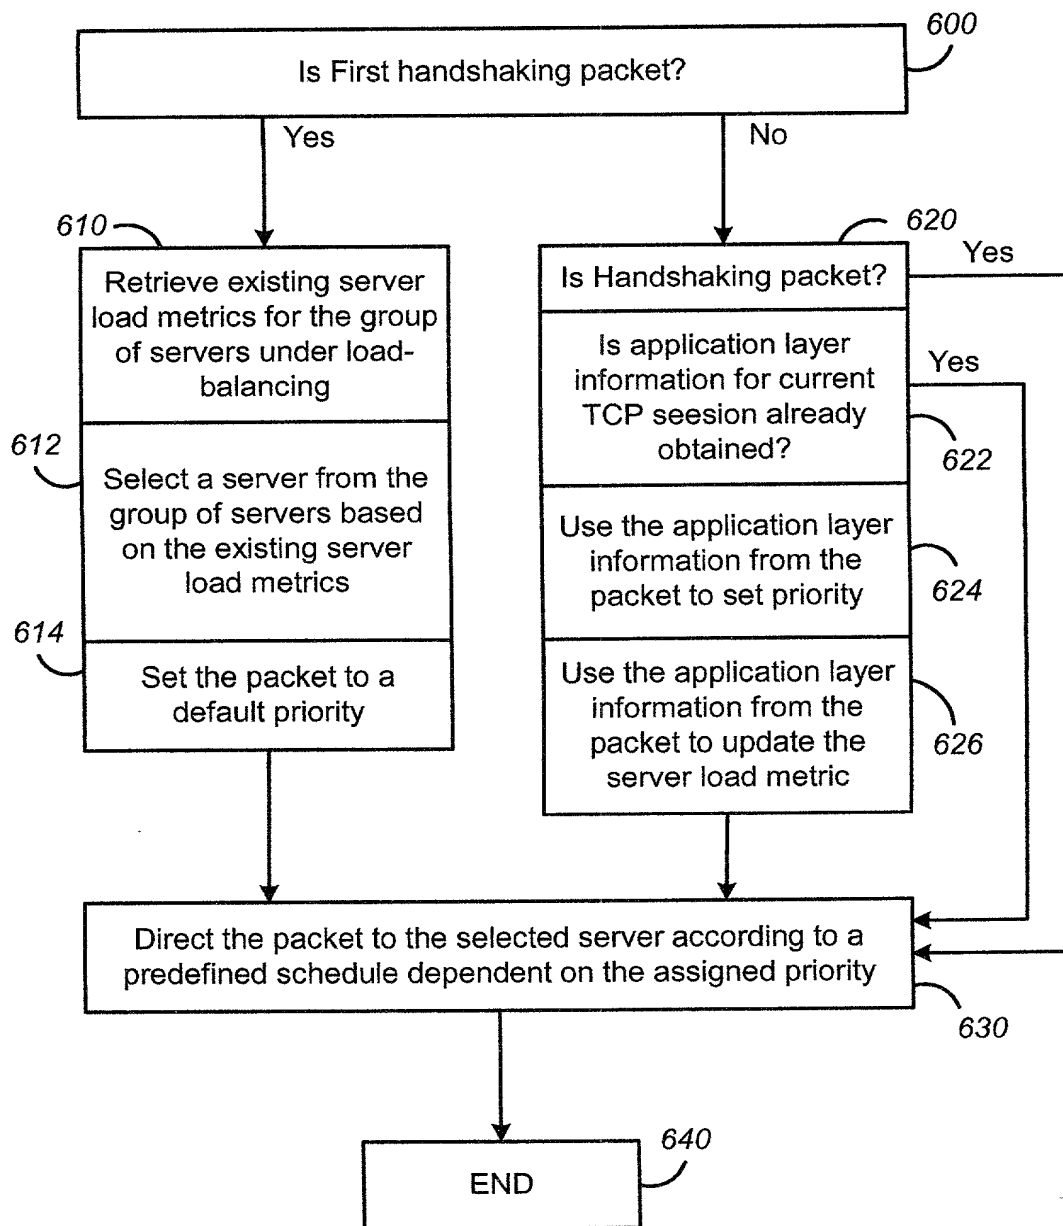 600
Is First handshaking packet?
Yes
No
610
Retrieve existing server
load metrics for the group
of servers under load-
balancing
612
Select a server from the
group of servers based
on the existing server
load metrics
614
Set the packet to a
default priority
620
Is Handshaking packet?
Yes
Is application layer
information for current
TCP seesion already
obtained?
Yes
622
Use the application layer
information from the
packet to set priority
624
Use the application layer
information from the
packet to update the
server load metric
626
Direct the packet to the selected server according to a
predefined schedule dependent on the assigned priority
630
640
END